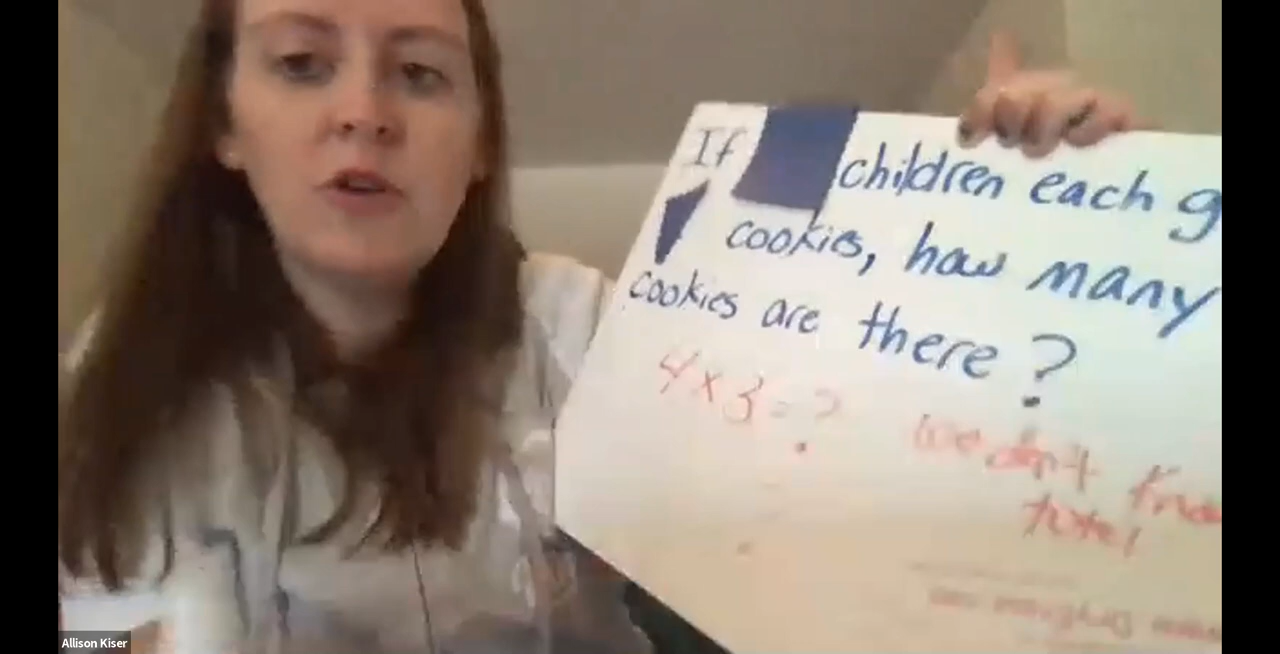 If children each g
cookies, how many
cookies are there?
4 x 3 = ? we don't know
total
Allison Kiser